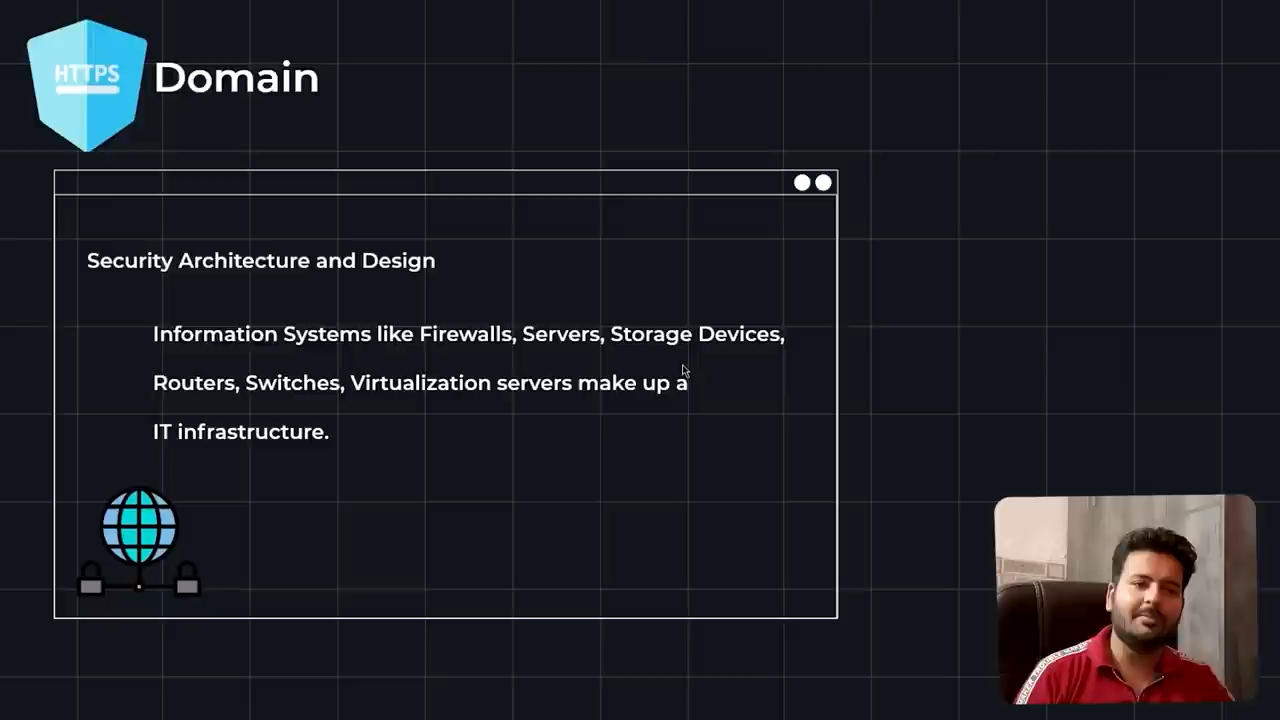 HTTPS
Domain
Security Architecture and Design
Information Systems like Firewalls, Servers, Storage Devices,
Routers, Switches, Virtualization servers make up a
IT infrastructure.